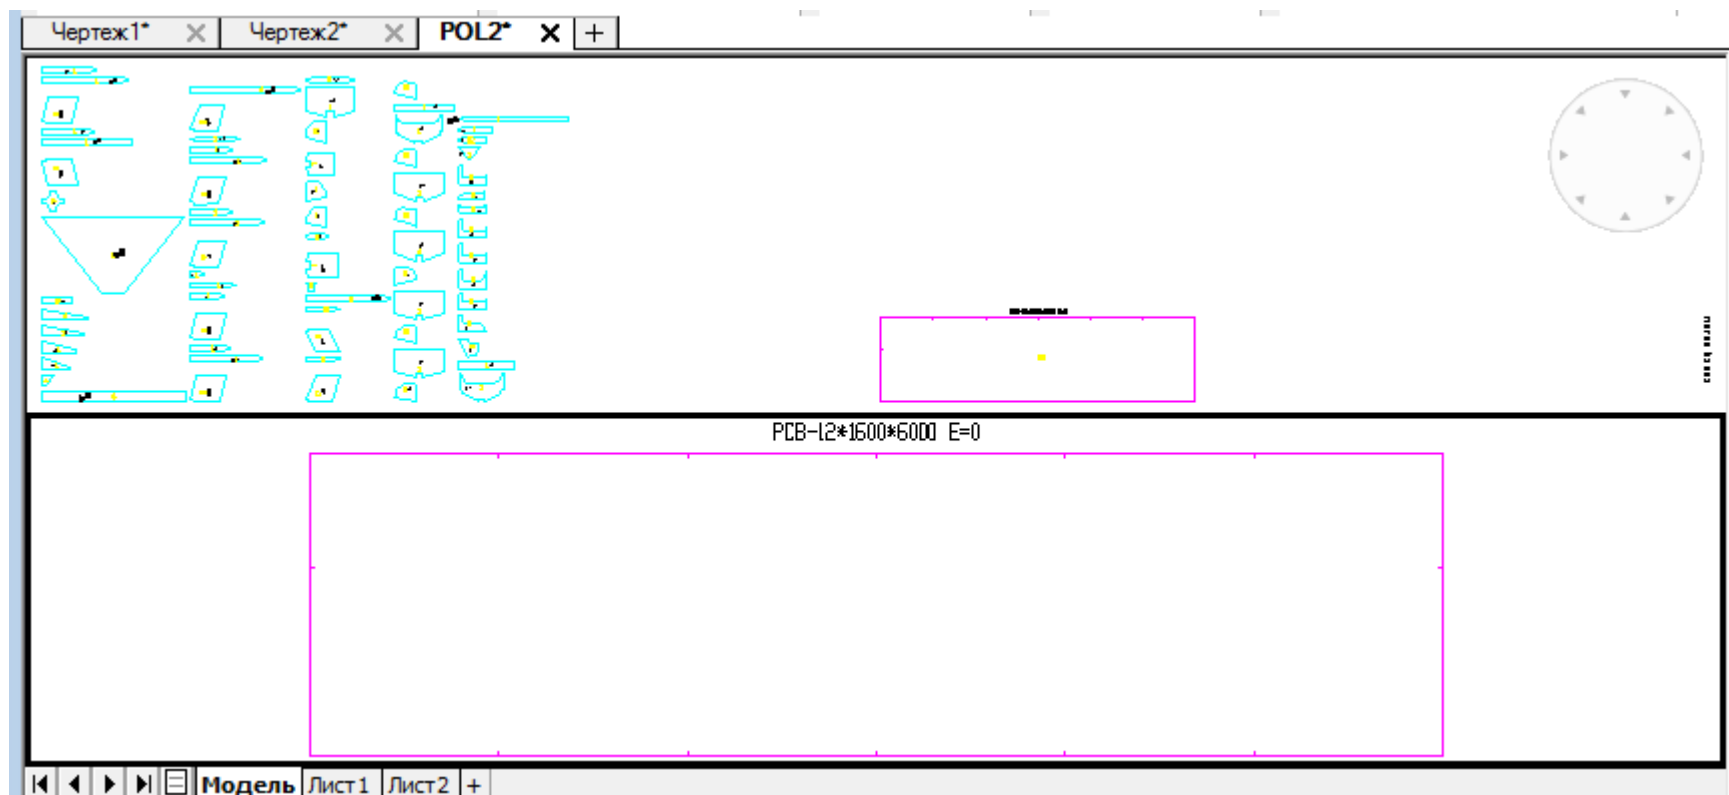 Чертеж1*
Чертеж2*
POL2*
+
PCB-12*1600*6000 E=0
Модель
Лист1
Лист2
+